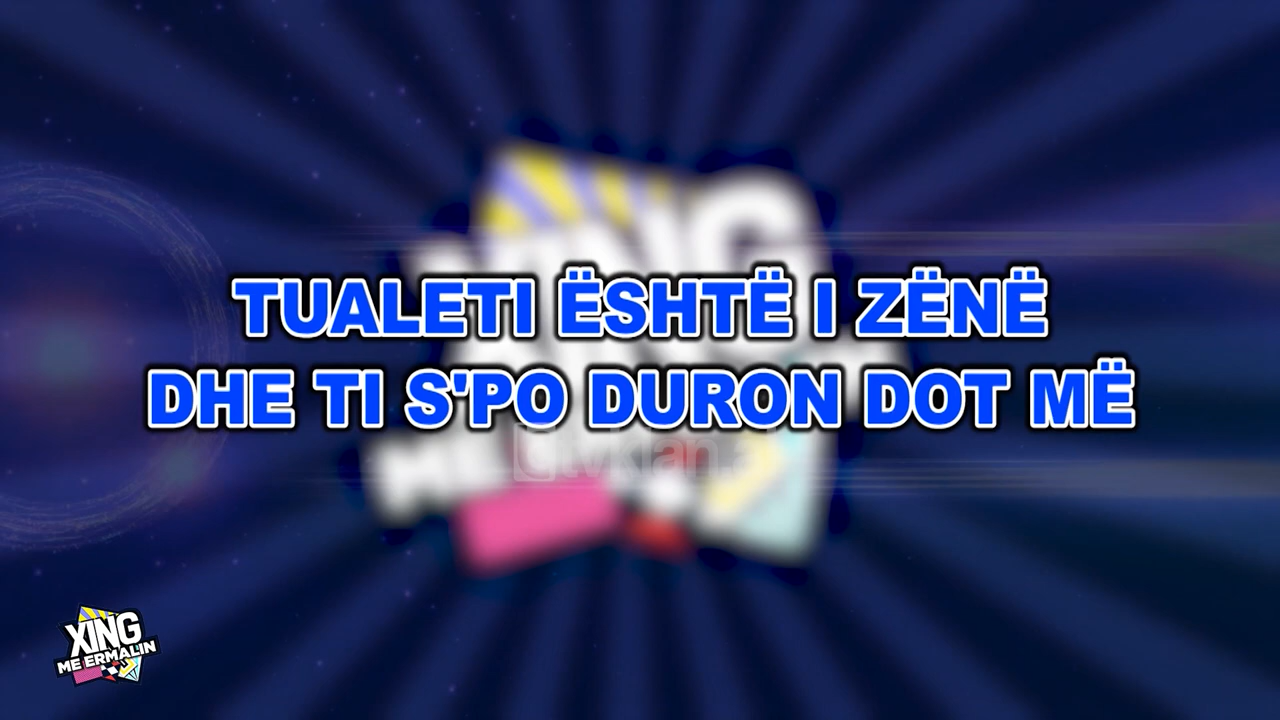 TUALETI ËSHTË I ZËNË
DHE TI S'PO DURON DOT MË
XING
ME ERMALIN